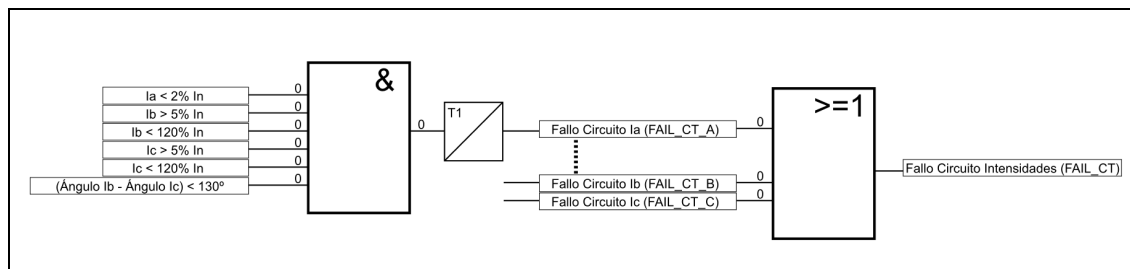 &
>=1
0
Ia < 2% In
0
Ib > 5% In
0
Ib < 120% In
0
Ic > 5% In
0
Ic < 120% In
0
(Ángulo Ib - Ángulo Ic) < 130º
0
T1
Fallo Circuito Ia (FAIL_CT_A)
0
Fallo Circuito Ib (FAIL_CT_B)
0
Fallo Circuito Ic (FAIL_CT_C)
0
Fallo Circuito Intensidades (FAIL_CT)